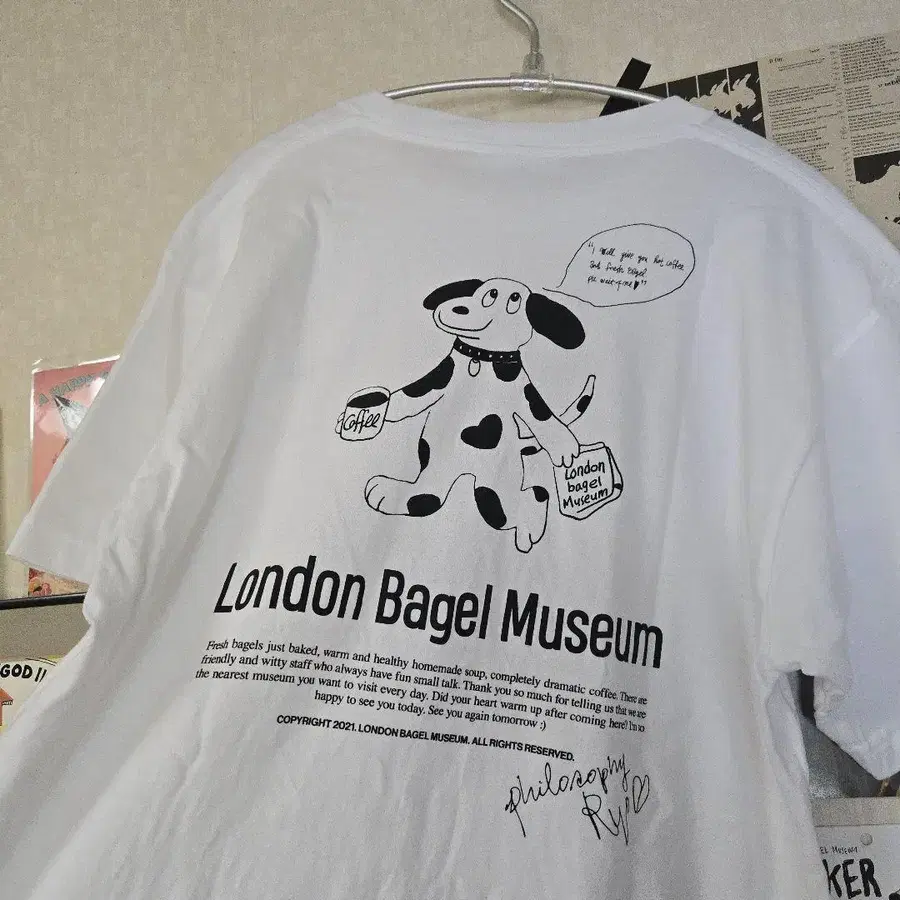 "I will give you hot coffee
and fresh Bagel
Coffee
London
bagel
Museum
London Bagel Museum
Fresh bagels just baked, warm and healthy homemade soup, completely dramatic coffee. There are
friendly and witty staff who always have fun small talk. Thank you so much for telling us that we are
the nearest museum you want to visit every day. Did your heart warm up after coming here? I'm so
happy to see you today. See you again tomorrow :)
COPYRIGHT 2021. LONDON BAGEL MUSEUM. ALL RIGHTS RESERVED.
philosophy
Ryo♡
GOD!!
EL MUSEUM
KER